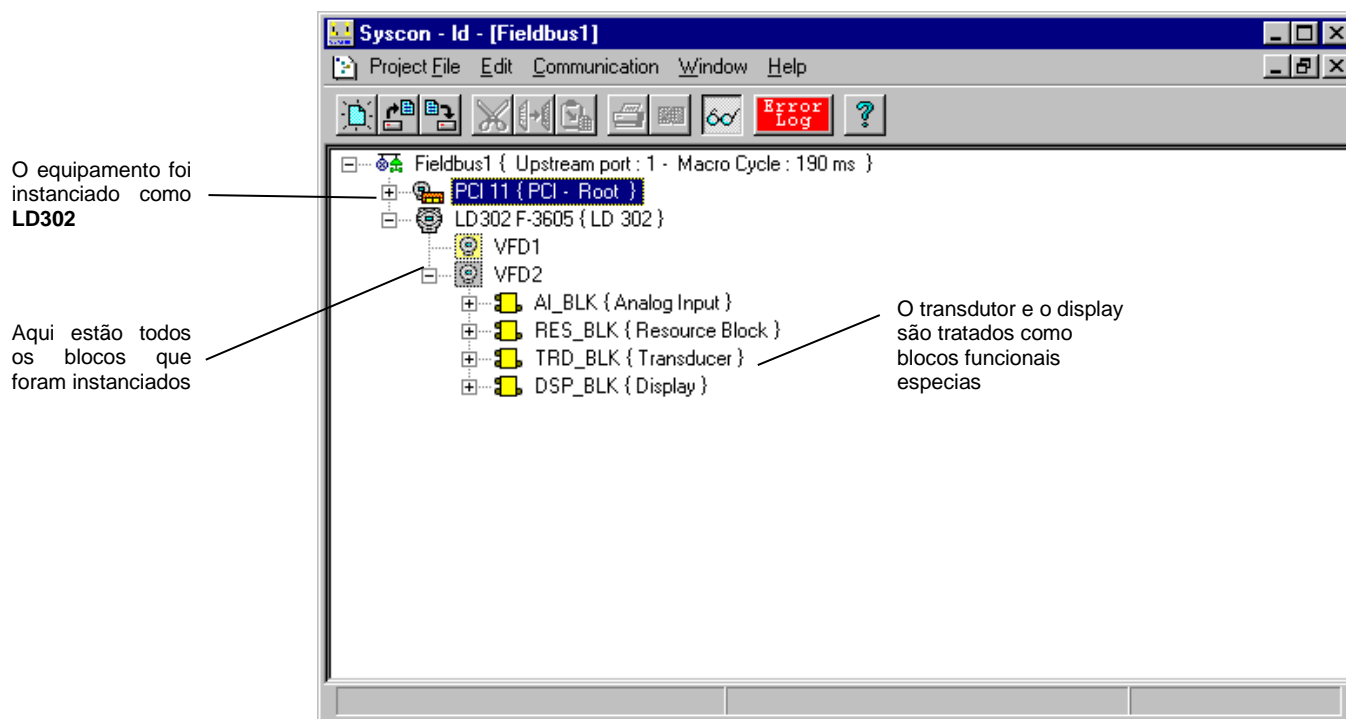 Syscon - ld - [Fieldbus1]
Project File Edit Communication Window Help
Error
Log
?
Fieldbus1 { Upstream port : 1 - Macro Cycle : 190 ms }
PCI 11 { PCI - Root }
LD302 F-3605 { LD 302 }
VFD1
VFD2
AI_BLK { Analog Input }
RES_BLK { Resource Block }
TRD_BLK { Transducer }
DSP_BLK { Display }
O equipamento foi
instanciado como
LD302
Aqui estão todos
os blocos que
foram instanciados
O transdutor e o display
são tratados como
blocos funcionais
especias